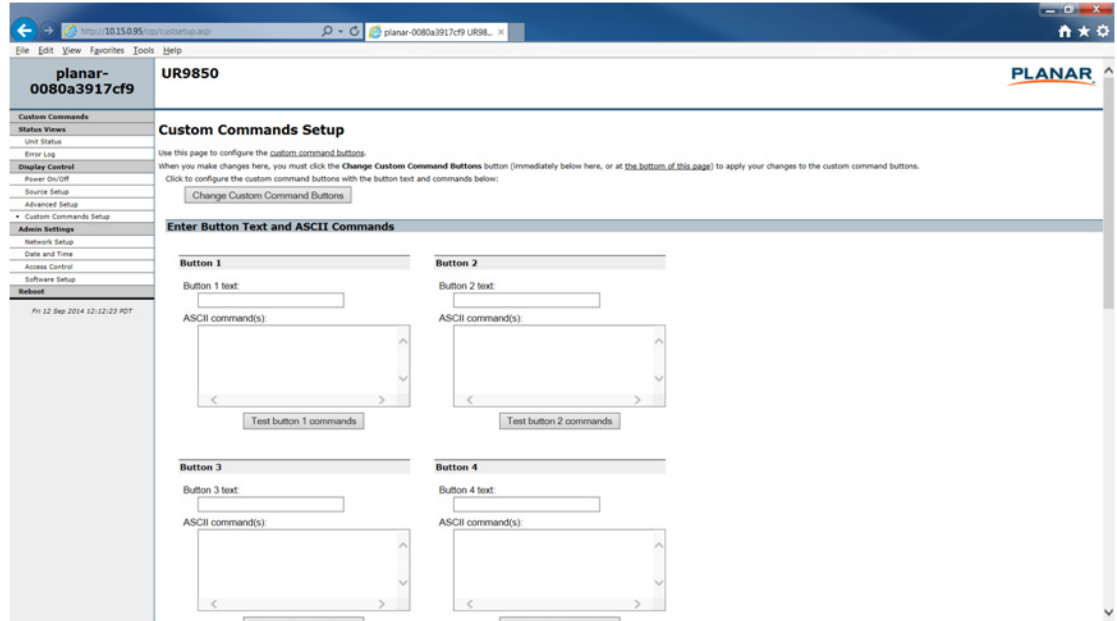 http://10.15.0.95/op/custsetup.asp
planar-0080a3917cf9 UR98...
File Edit View Favorites Tools Help
planar-
0080a3917cf9
UR9850
PLANAR
Custom Commands
Status Views
Unit Status
Error Log
Display Control
Power On/Off
Source Setup
Advanced Setup
Custom Commands Setup
Admin Settings
Network Setup
Date and Time
Access Control
Software Setup
Reboot
Fri 12 Sep 2014 12:12:23 PDT
Custom Commands Setup
Use this page to configure the custom command buttons.
When you make changes here, you must click the Change Custom Command Buttons button (immediately below here, or at the bottom of this page) to apply your changes to the custom command buttons.
Click to configure the custom command buttons with the button text and commands below:
Change Custom Command Buttons
Enter Button Text and ASCII Commands
Button 1
Button 2
Button 1 text:
Button 2 text:
ASCII command(s):
ASCII command(s):
Test button 1 commands
Test button 2 commands
Button 3
Button 4
Button 3 text:
Button 4 text:
ASCII command(s):
ASCII command(s):